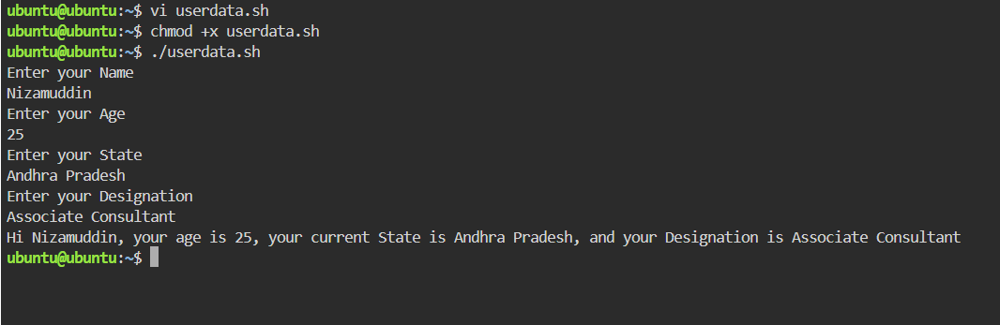 ubuntu@ubuntu:~$ vi userdata.sh
ubuntu@ubuntu:~$ chmod +x userdata.sh
ubuntu@ubuntu:~$ ./userdata.sh
Enter your Name
Nizamuddin
Enter your Age
25
Enter your State
Andhra Pradesh
Enter your Designation
Associate Consultant
Hi Nizamuddin, your age is 25, your current State is Andhra Pradesh, and your Designation is Associate Consultant
ubuntu@ubuntu:~$